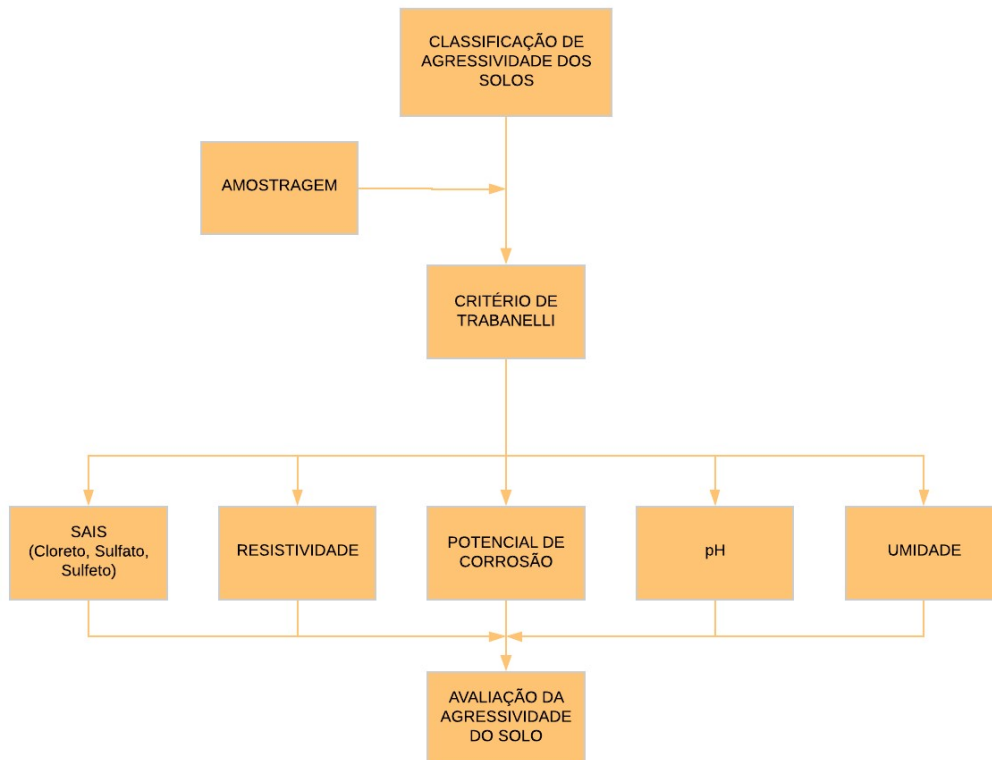 CLASSIFICAÇÃO DE
AGRESSIVIDADE DOS
SOLOS
AMOSTRAGEM
CRITÉRIO DE
TRABANELLI
SAIS
(Cloreto, Sulfato,
Sulfeto)
RESISTIVIDADE
POTENCIAL DE
CORROSÃO
pH
UMIDADE
AVALIAÇÃO DA
AGRESSIVIDADE
DO SOLO